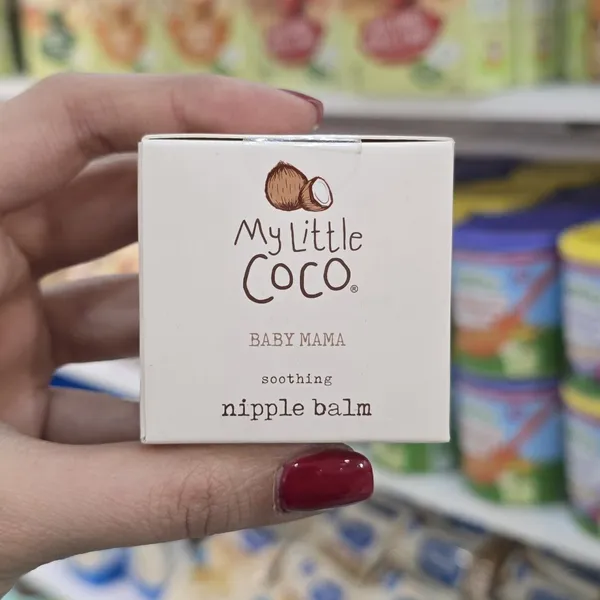 My Little
Coco®
BABY MAMA
soothing
nipple balm